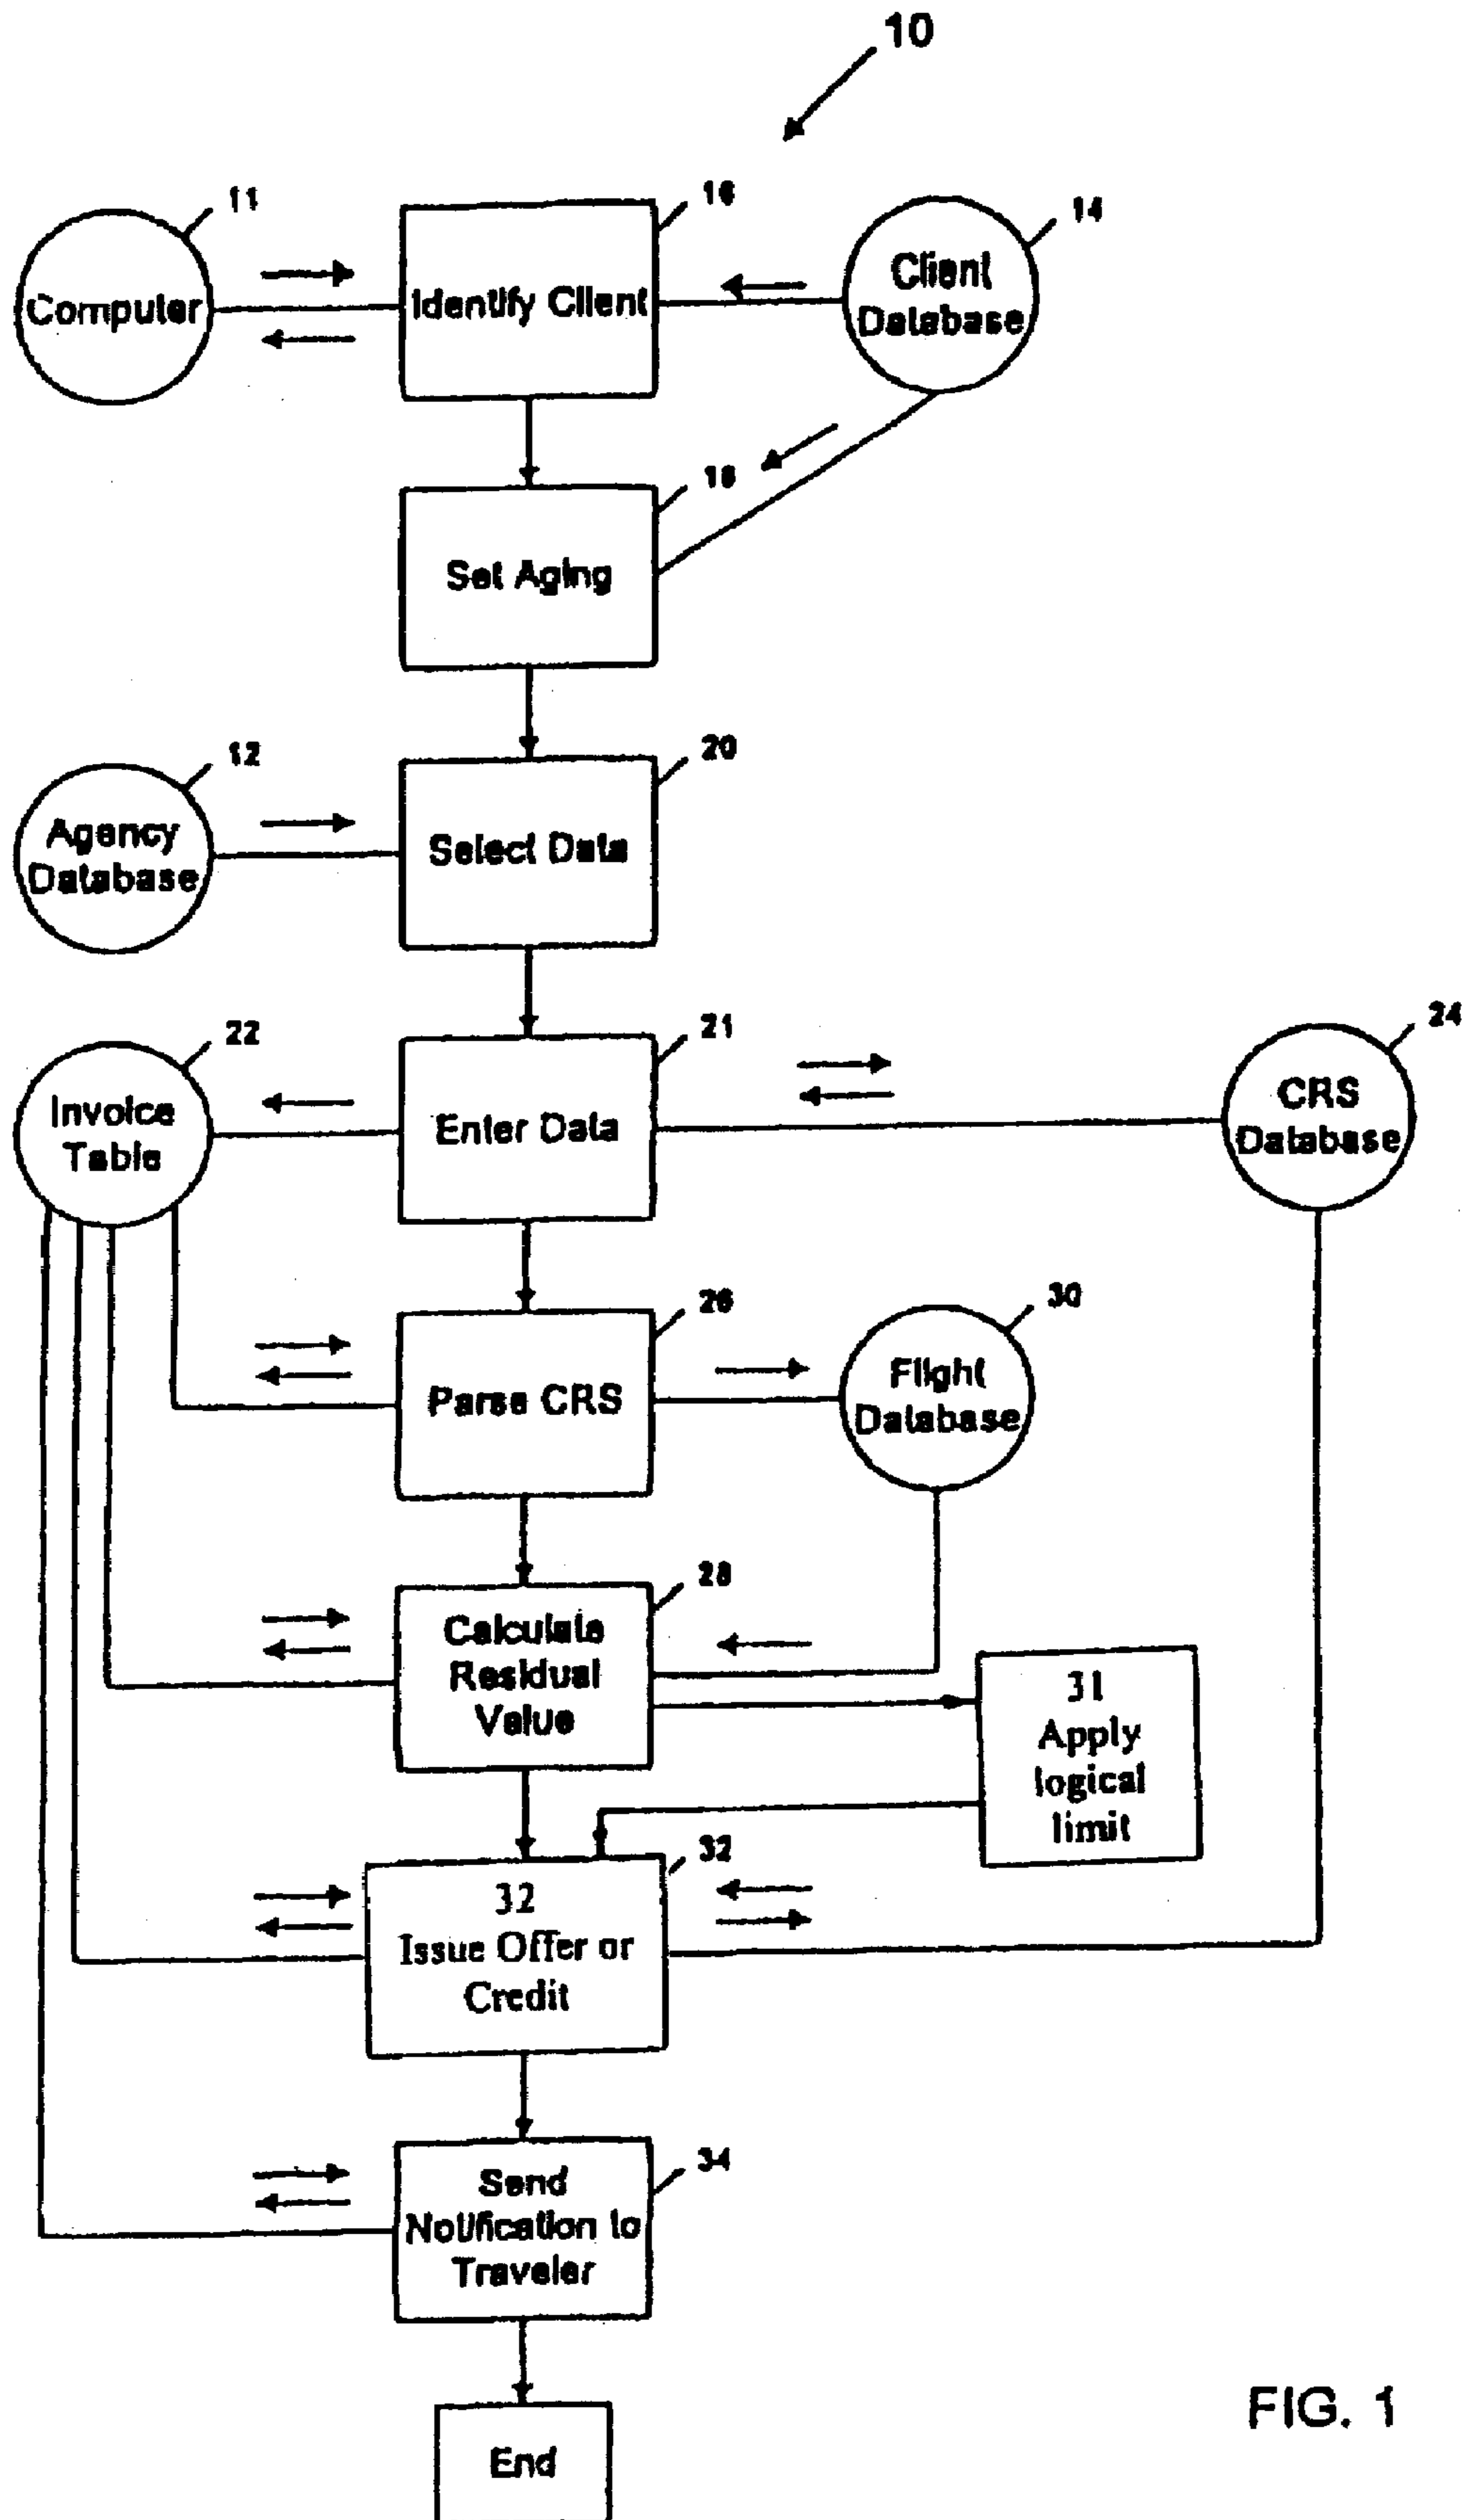 10
11
16
14
Computer
Identify Client
Client
Database
18
Set Aging
12
20
Agency
Database
Select Data
22
21
24
Invoice
Table
Enter Data
CRS
Database
26
30
Parse CRS
Flight
Database
28
Calculate
Residual
Value
31
Apply
logical
limit
32
32
Issue Offer or
Credit
34
Send
Notification to
Traveler
End
FIG. 1